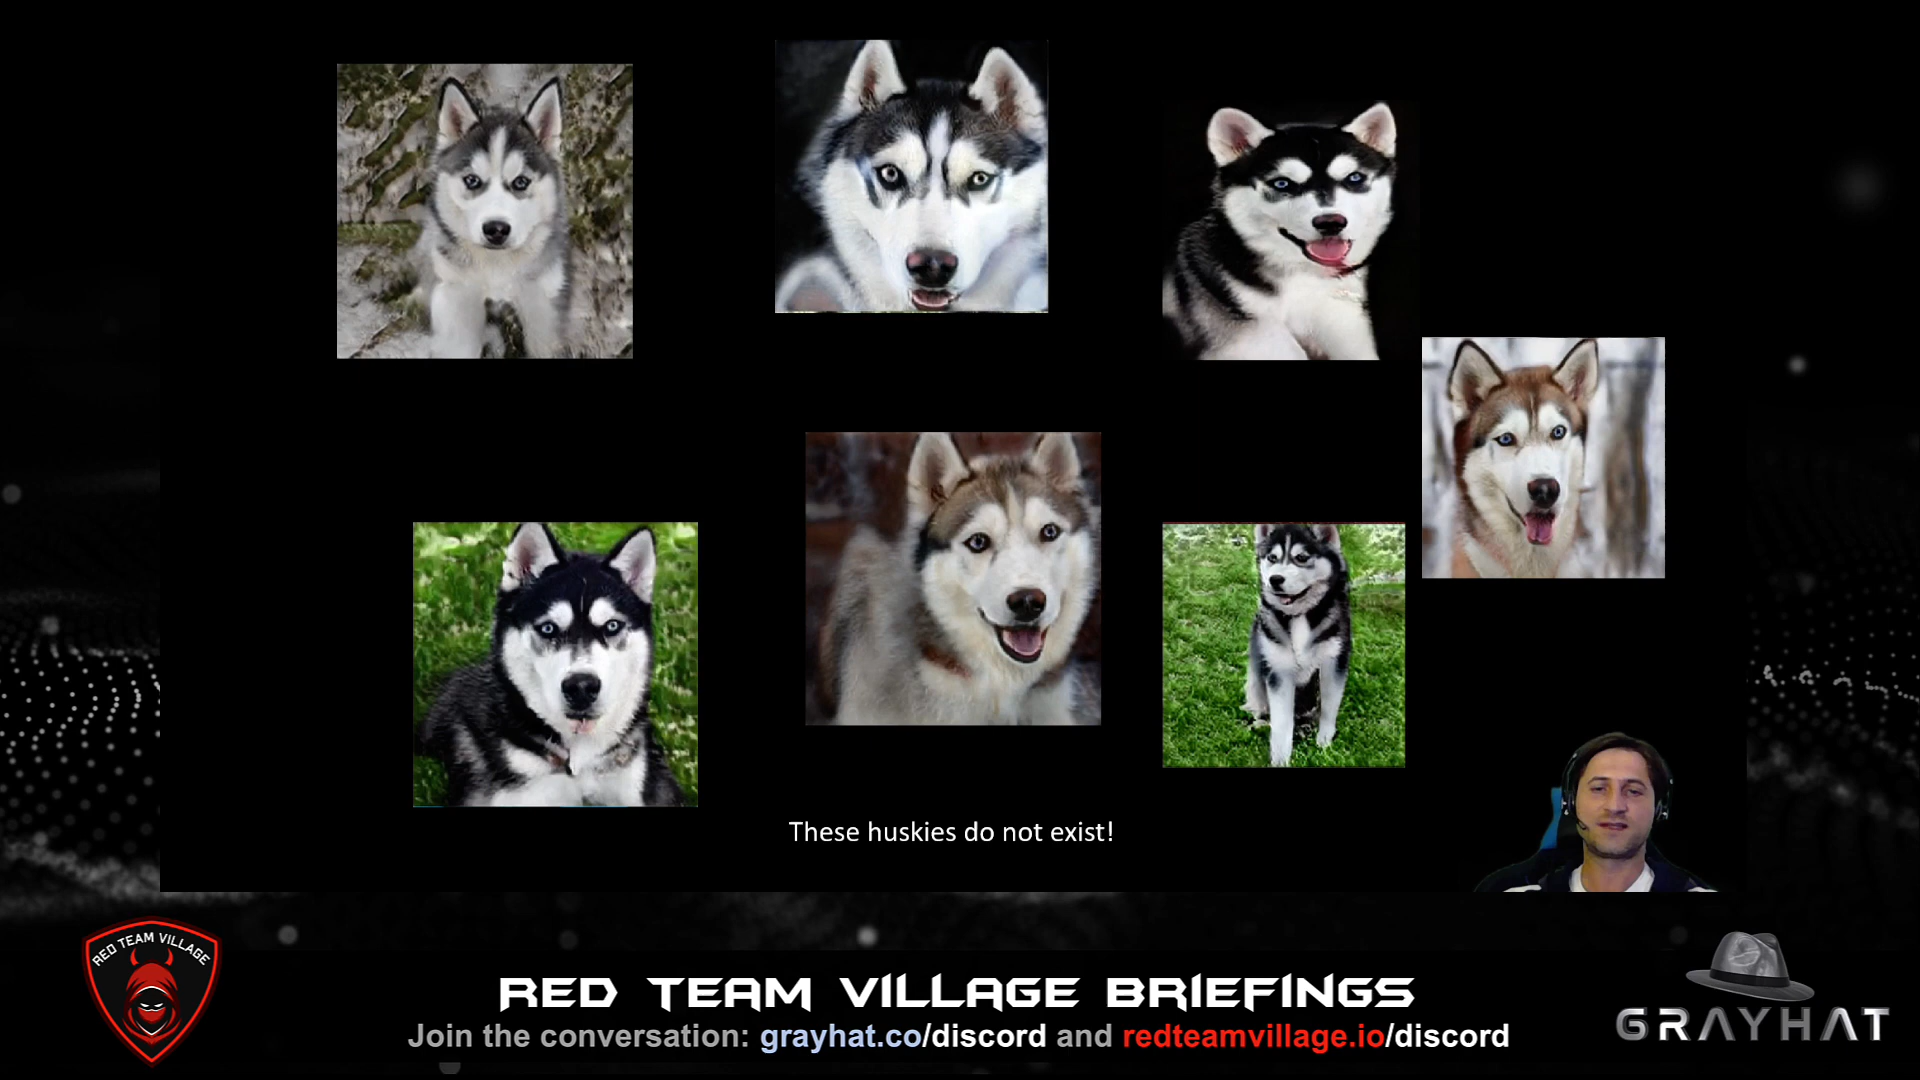 These huskies do not exist!
RED TEAM VILLAGE
RED TEAM VILLAGE BRIEFINGS
Join the conversation: grayhat.co/discord and redteamvillage.io/discord
GRAYHAT